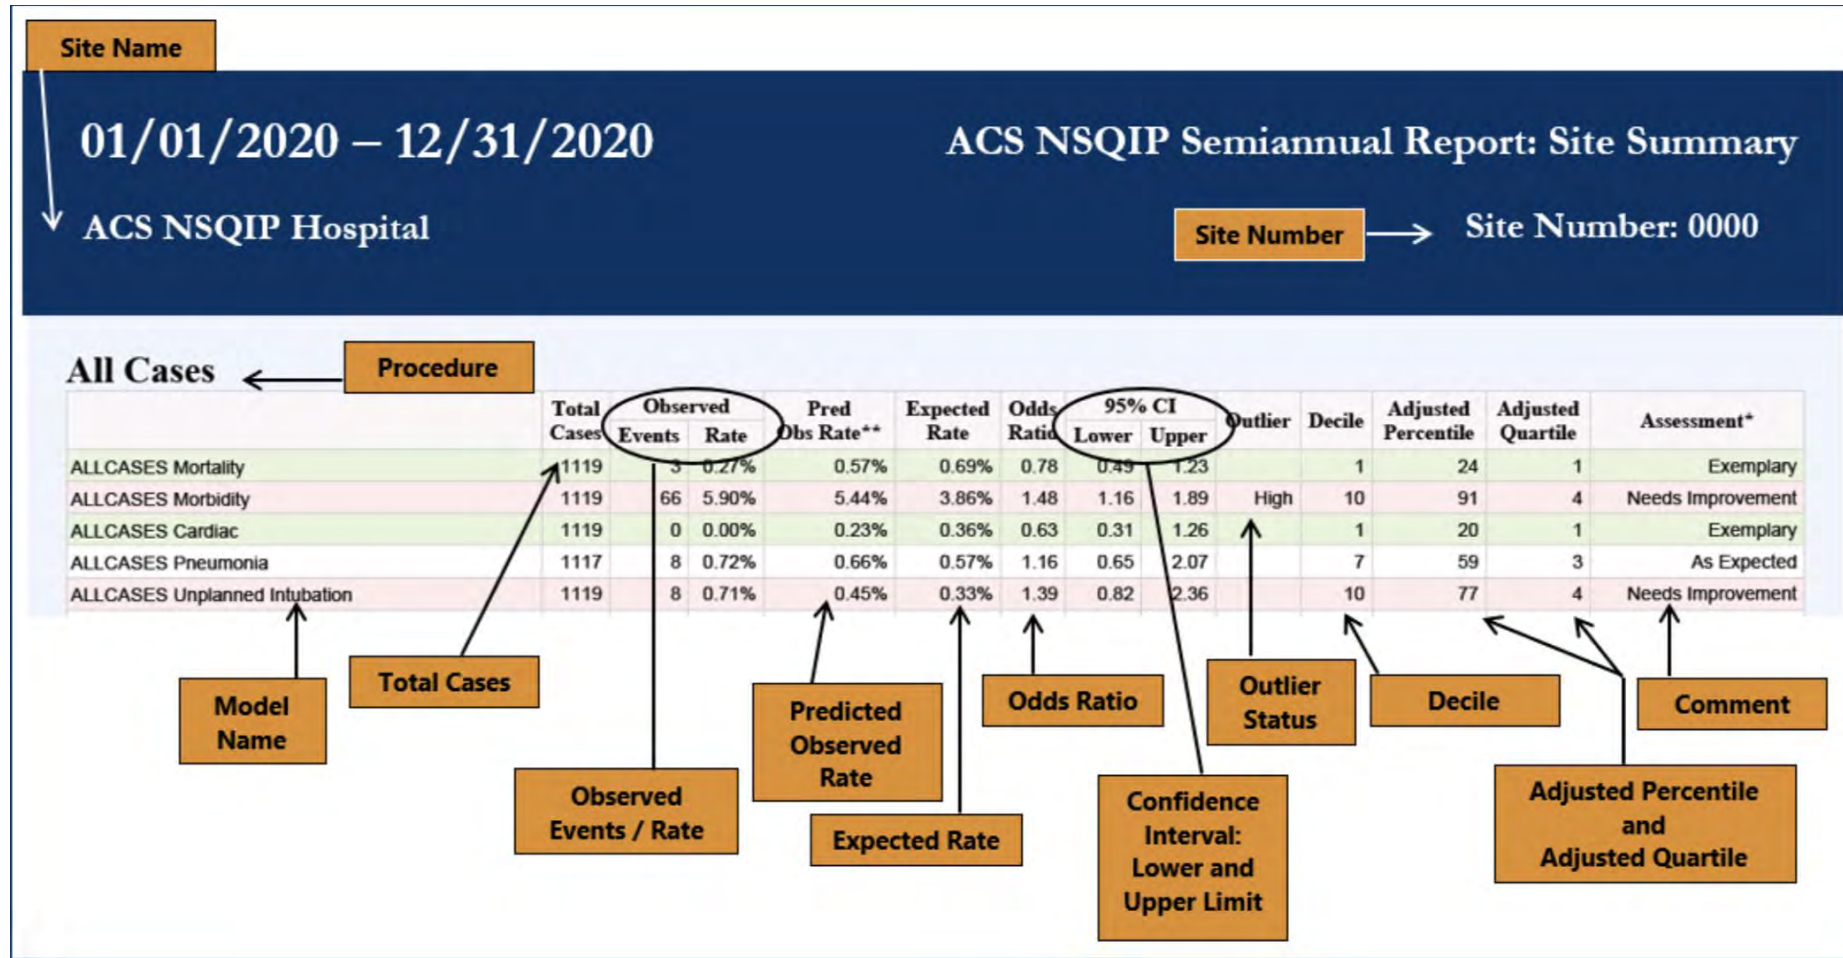 Site Name
01/01/2020 – 12/31/2020
ACS NSQIP Semiannual Report: Site Summary
ACS NSQIP Hospital
Site Number
Site Number: 0000
All Cases
Procedure
Total Cases Observed Events Rate Pred Obs Rate** Expected Rate Odds Ratio 95% CI Lower Upper Outlier Decile Adjusted Percentile Adjusted Quartile Assessment*
ALLCASES Mortality 1119 3 0.27% 0.57% 0.69% 0.78 0.49 1.23 1 24 1 Exemplary
ALLCASES Morbidity 1119 66 5.90% 5.44% 3.86% 1.48 1.16 1.89 High 10 91 4 Needs Improvement
ALLCASES Cardiac 1119 0 0.00% 0.23% 0.36% 0.63 0.31 1.26 1 20 1 Exemplary
ALLCASES Pneumonia 1117 8 0.72% 0.66% 0.57% 1.16 0.65 2.07 7 59 3 As Expected
ALLCASES Unplanned Intubation 1119 8 0.71% 0.45% 0.33% 1.39 0.82 2.36 10 77 4 Needs Improvement
Model
Name
Total Cases
Observed
Events / Rate
Predicted
Observed
Rate
Expected Rate
Odds Ratio
Confidence
Interval:
Lower and
Upper Limit
Outlier
Status
Decile
Adjusted Percentile
and
Adjusted Quartile
Comment